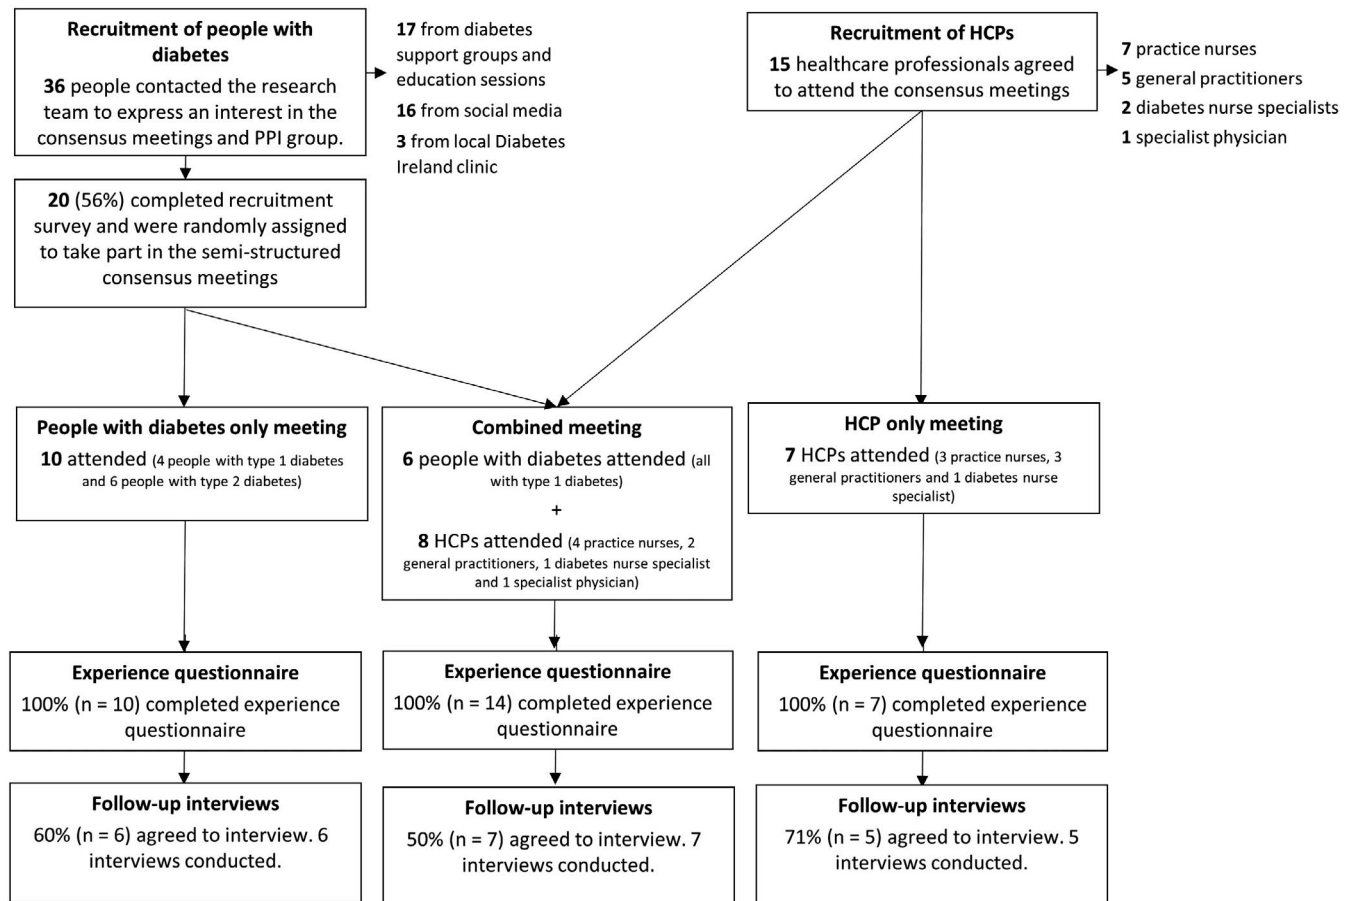 Recruitment of people with
diabetes
36 people contacted the research
team to express an interest in the
consensus meetings and PPI group.
17 from diabetes
support groups and
education sessions
16 from social media
3 from local Diabetes
Ireland clinic
Recruitment of HCPs
15 healthcare professionals agreed
to attend the consensus meetings
7 practice nurses
5 general practitioners
2 diabetes nurse specialists
1 specialist physician
20 (56%) completed recruitment
survey and were randomly assigned
to take part in the semi-structured
consensus meetings
People with diabetes only meeting
10 attended (4 people with type 1 diabetes
and 6 people with type 2 diabetes)
Combined meeting
6 people with diabetes attended (all
with type 1 diabetes)
+
8 HCPs attended (4 practice nurses, 2
general practitioners, 1 diabetes nurse specialist
and 1 specialist physician)
HCP only meeting
7 HCPs attended (3 practice nurses, 3
general practitioners and 1 diabetes nurse
specialist)
Experience questionnaire
100% (n = 10) completed experience
questionnaire
Experience questionnaire
100% (n = 14) completed experience
questionnaire
Experience questionnaire
100% (n = 7) completed experience
questionnaire
Follow-up interviews
60% (n = 6) agreed to interview. 6
interviews conducted.
Follow-up interviews
50% (n = 7) agreed to interview. 7
interviews conducted.
Follow-up interviews
71% (n = 5) agreed to interview. 5
interviews conducted.